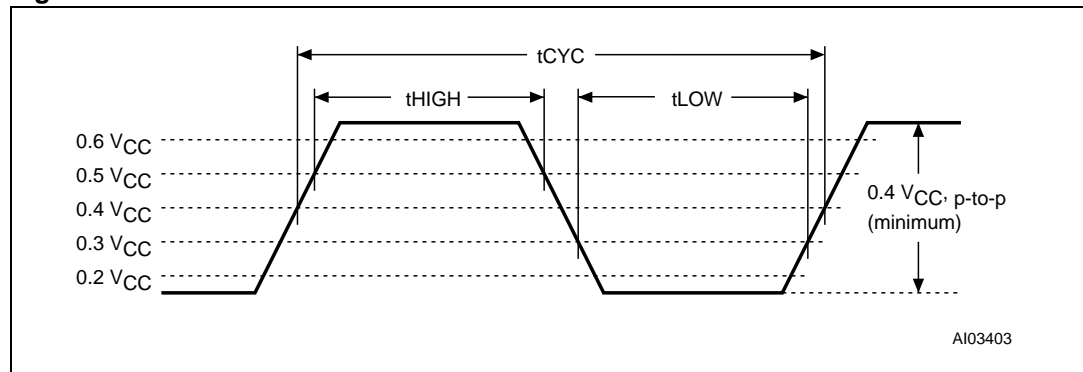 tCYC
tHIGH
tLOW
0.6 VCC
0.5 VCC
0.4 VCC
0.3 VCC
0.2 VCC
0.4 VCC, p-to-p
(minimum)
AI03403